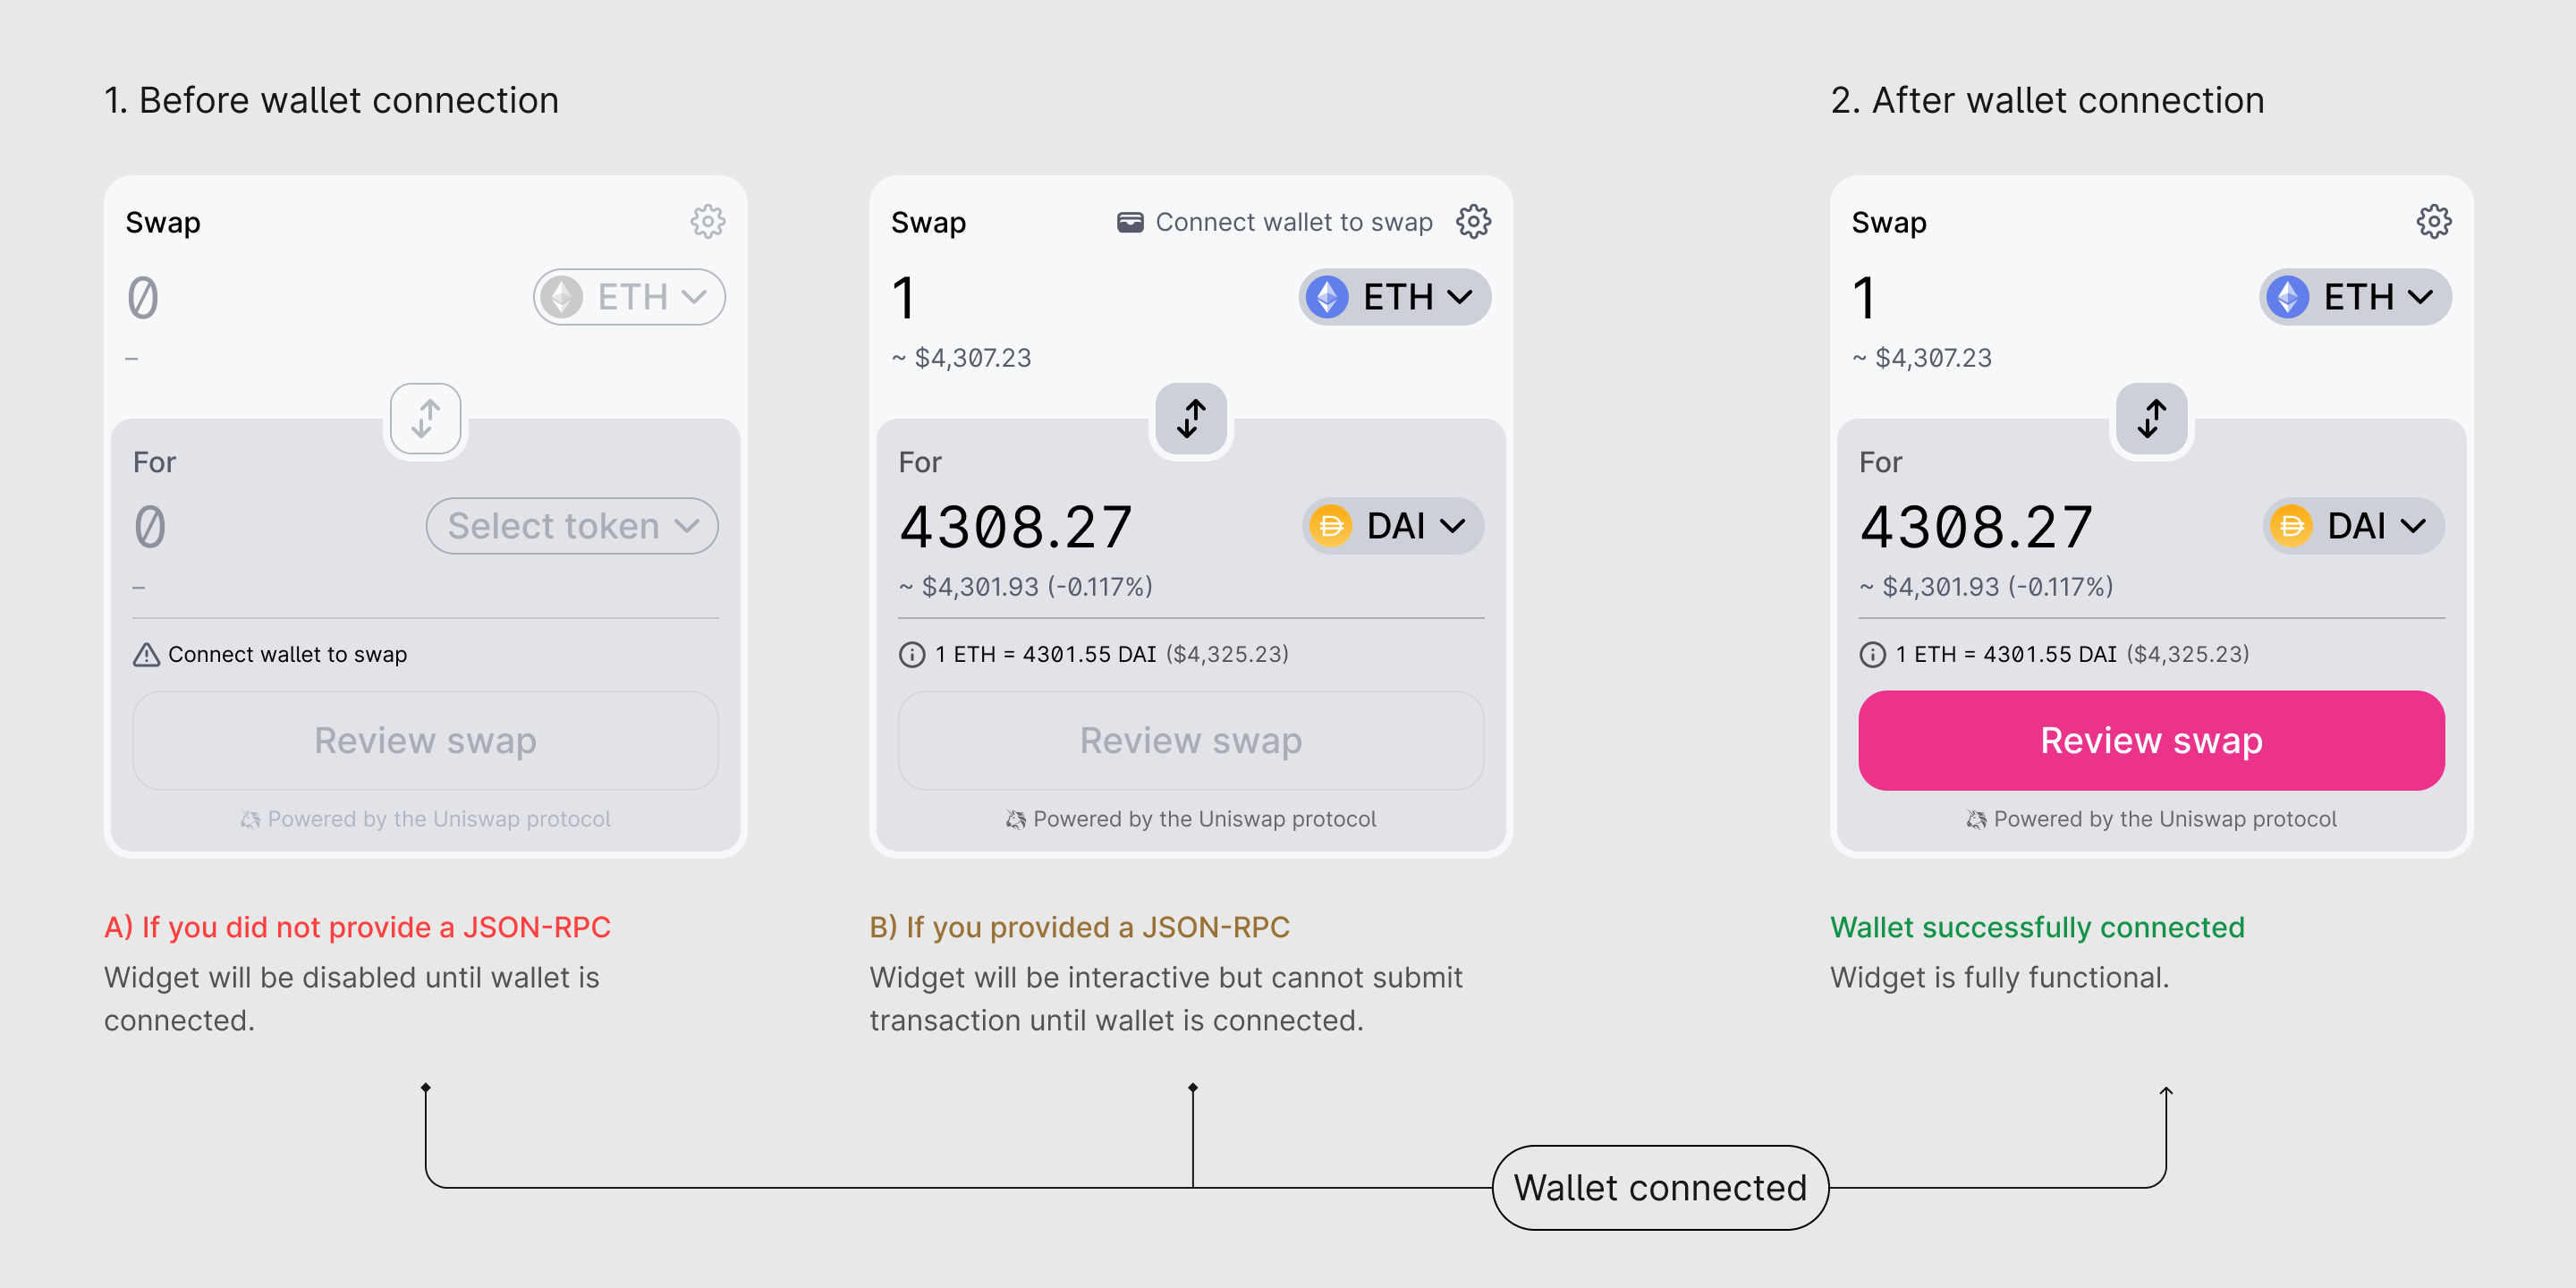 1. Before wallet connection
2. After wallet connection
Swap
0
ETH
–
For
0
Select token
–
Connect wallet to swap
Review swap
Powered by the Uniswap protocol
A) If you did not provide a JSON-RPC
Widget will be disabled until wallet is
connected.
Swap
Connect wallet to swap
1
ETH
~ $4,307.23
For
4308.27
DAI
~ $4,301.93 (-0.117%)
1 ETH = 4301.55 DAI ($4,325.23)
Review swap
Powered by the Uniswap protocol
B) If you provided a JSON-RPC
Widget will be interactive but cannot submit
transaction until wallet is connected.
Swap
1
ETH
~ $4,307.23
For
4308.27
DAI
~ $4,301.93 (-0.117%)
1 ETH = 4301.55 DAI ($4,325.23)
Review swap
Powered by the Uniswap protocol
Wallet successfully connected
Widget is fully functional.
Wallet connected